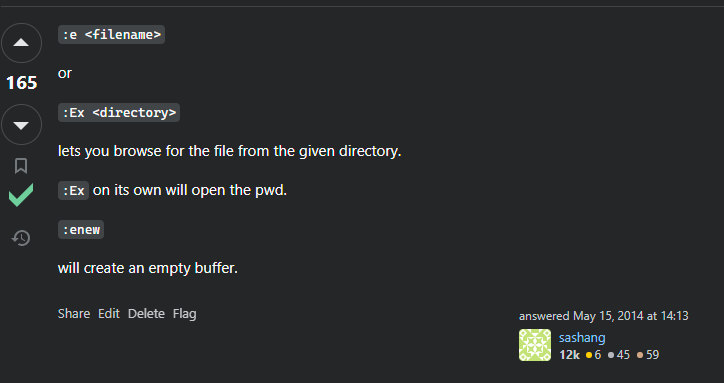 :e <filename>
or
165
:Ex <directory>
lets you browse for the file from the given directory.
:Ex on its own will open the pwd.
:enew
will create an empty buffer.
Share Edit Delete Flag
answered May 15, 2014 at 14:13
sashang
12k 6 45 59